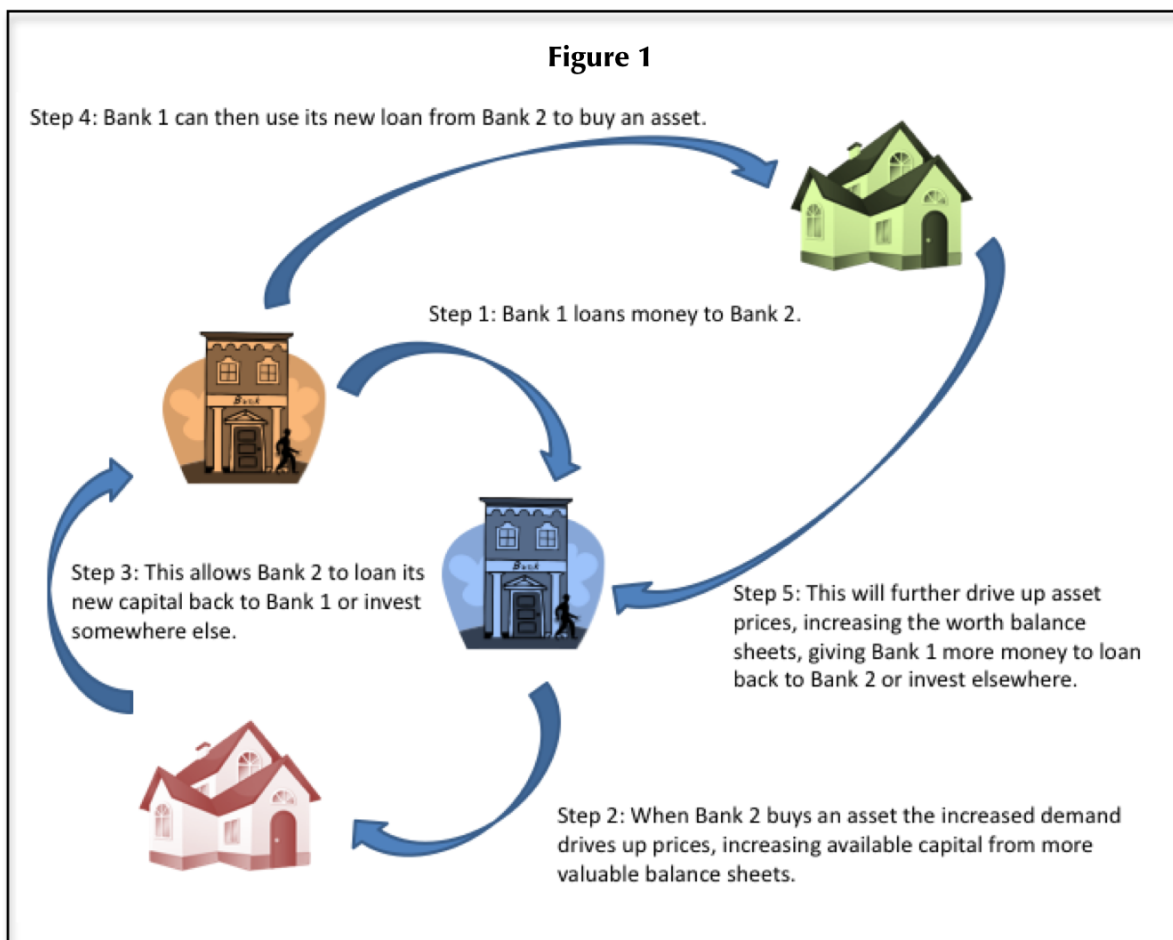 Figure 1
Step 4: Bank 1 can then use its new loan from Bank 2 to buy an asset.
Step 1: Bank 1 loans money to Bank 2.
Bank
Bank
Step 3: This allows Bank 2 to loan its
new capital back to Bank 1 or invest
somewhere else.
Step 5: This will further drive up asset
prices, increasing the worth balance
sheets, giving Bank 1 more money to loan
back to Bank 2 or invest elsewhere.
Step 2: When Bank 2 buys an asset the increased demand
drives up prices, increasing available capital from more
valuable balance sheets.